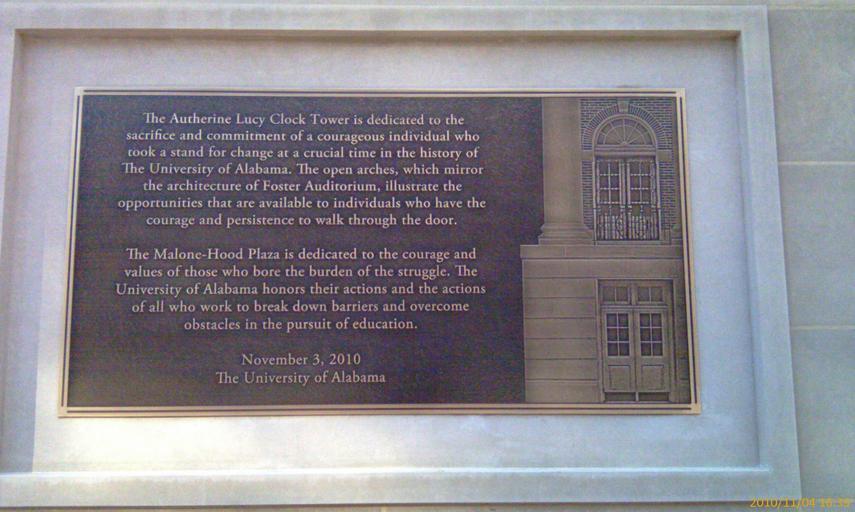 The Autherine Lucy Clock Tower is dedicated to the
sacrifice and commitment of a courageous individual who
took a stand for change at a crucial time in the history of
The University of Alabama. The open arches, which mirror
the architecture of Foster Auditorium, illustrate the
opportunities that are available to individuals who have the
courage and persistence to walk through the door.
The Malone-Hood Plaza is dedicated to the courage and
values of those who bore the burden of the struggle. The
University of Alabama honors their actions and the actions
of all who work to break down barriers and overcome
obstacles in the pursuit of education.
November 3, 2010
The University of Alabama
2010/11/04 16:35